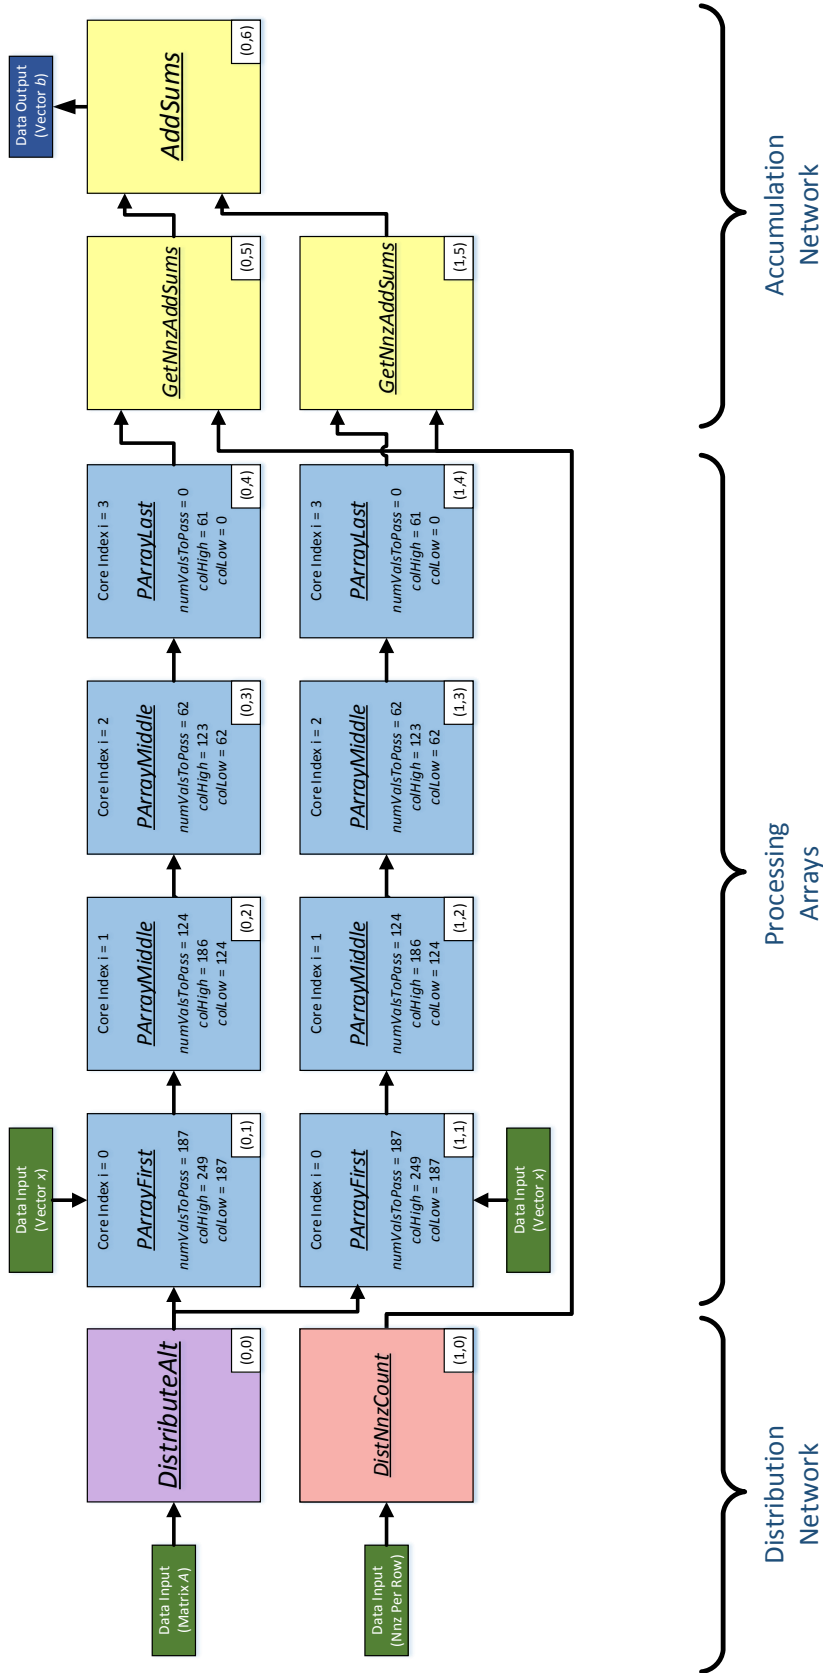 Data Input
(Matrix A)
DistributeAlt
(0,0)
Data Input
(Vector x)
Core Index i = 0
PArrayFirst
numValsToPass = 187
colHigh = 249
colLow = 187
(0,1)
Core Index i = 1
PArrayMiddle
numValsToPass = 124
colHigh = 186
colLow = 124
(0,2)
Core Index i = 2
PArrayMiddle
numValsToPass = 62
colHigh = 123
colLow = 62
(0,3)
Core Index i = 3
PArrayLast
numValsToPass = 0
colHigh = 61
colLow = 0
(0,4)
GetNnzAddSums
(0,5)
AddSums
(0,6)
Data Output
(Vector b)
Data Input
(Nnz Per Row)
DistNnzCount
(1,0)
Core Index i = 0
PArrayFirst
numValsToPass = 187
colHigh = 249
colLow = 187
(1,1)
Data Input
(Vector x)
Core Index i = 1
PArrayMiddle
numValsToPass = 124
colHigh = 186
colLow = 124
(1,2)
Core Index i = 2
PArrayMiddle
numValsToPass = 62
colHigh = 123
colLow = 62
(1,3)
Core Index i = 3
PArrayLast
numValsToPass = 0
colHigh = 61
colLow = 0
(1,4)
GetNnzAddSums
(1,5)
Distribution
Network
Processing
Arrays
Accumulation
Network